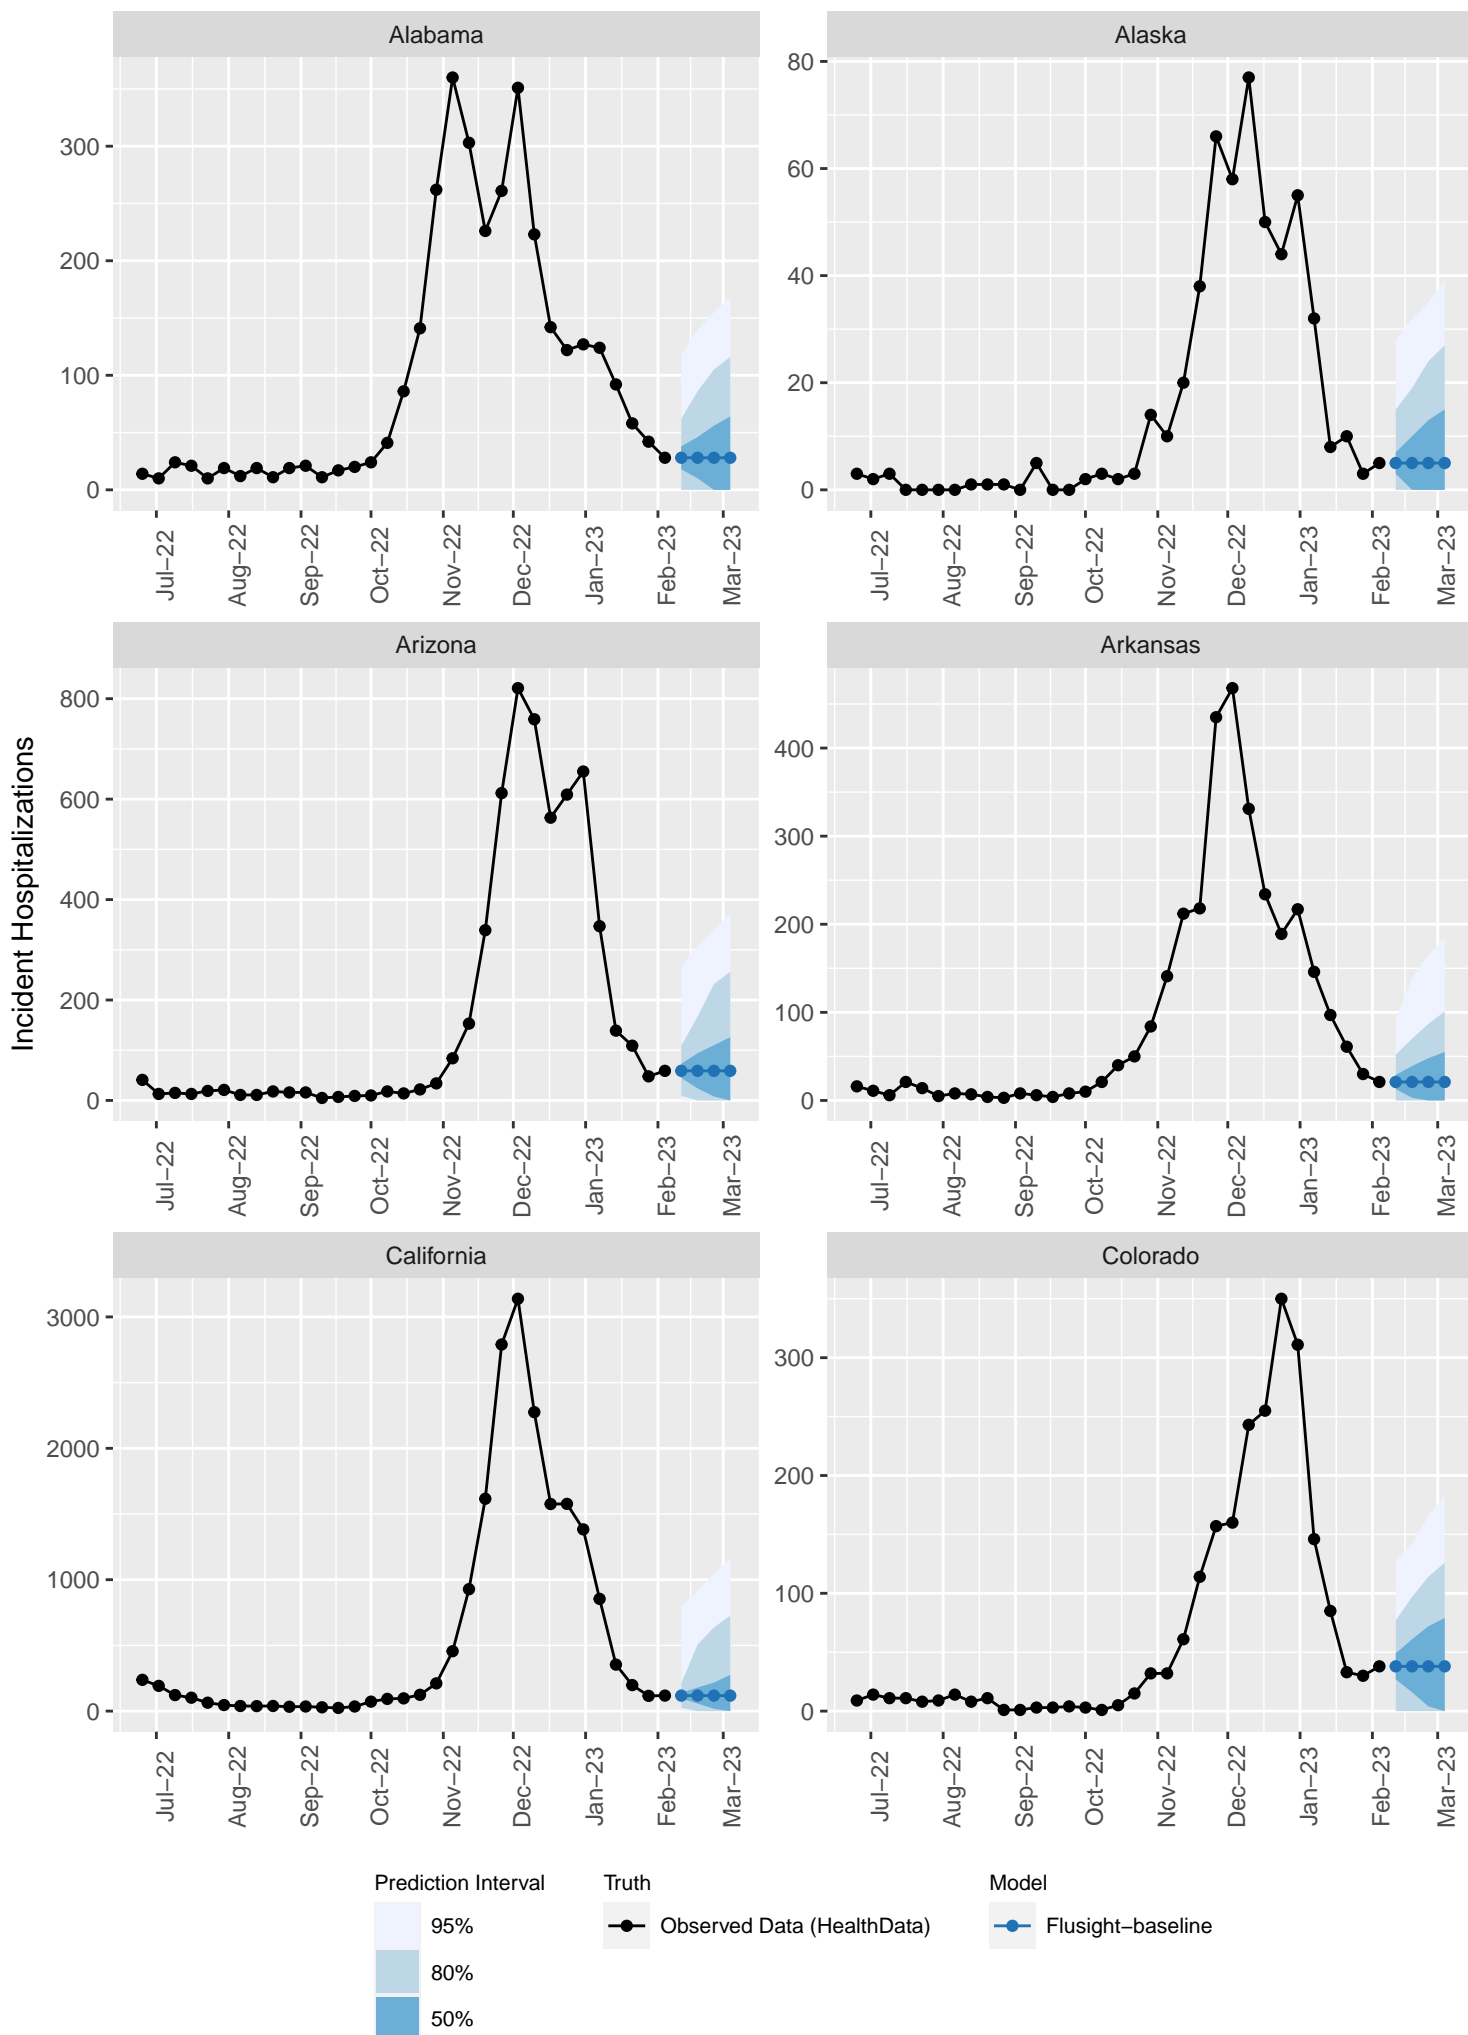 Alabama
Alaska
300
200
100
0
80
60
40
20
0
Jul−22
Aug−22
Sep−22
Oct−22
Nov−22
Dec−22
Jan−23
Feb−23
Mar−23
Jul−22
Aug−22
Sep−22
Oct−22
Nov−22
Dec−22
Jan−23
Feb−23
Mar−23
Incident Hospitalizations
Arizona
Arkansas
800
600
400
200
0
400
300
200
100
0
Jul−22
Aug−22
Sep−22
Oct−22
Nov−22
Dec−22
Jan−23
Feb−23
Mar−23
Jul−22
Aug−22
Sep−22
Oct−22
Nov−22
Dec−22
Jan−23
Feb−23
Mar−23
California
Colorado
3000
2000
1000
0
300
200
100
0
Jul−22
Aug−22
Sep−22
Oct−22
Nov−22
Dec−22
Jan−23
Feb−23
Mar−23
Jul−22
Aug−22
Sep−22
Oct−22
Nov−22
Dec−22
Jan−23
Feb−23
Mar−23
Prediction Interval
95%
80%
50%
Truth
Observed Data (HealthData)
Model
Flusight−baseline